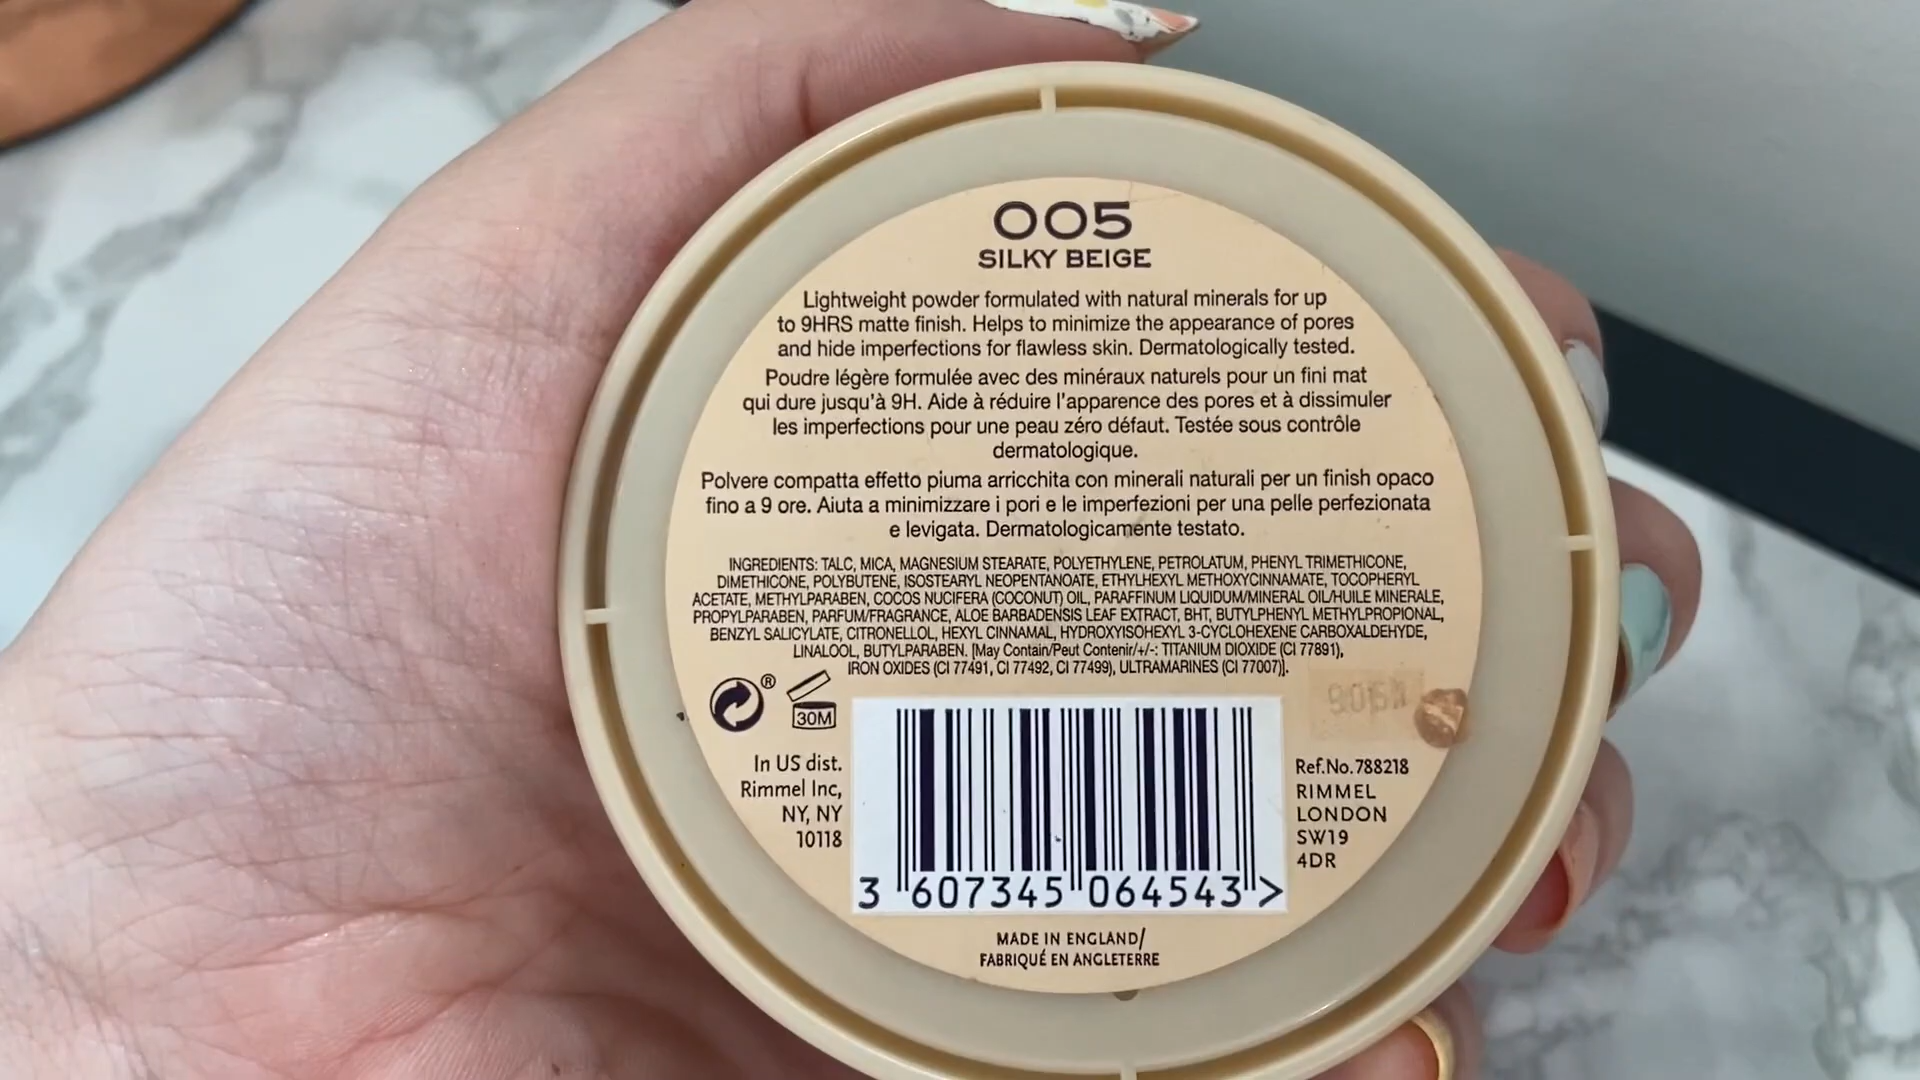 005
SILKY BEIGE
Lightweight powder formulated with natural minerals for up
to 9HRS matte finish. Helps to minimize the appearance of pores
and hide imperfections for flawless skin. Dermatologically tested.
Poudre légère formulée avec des minéraux naturels pour un fini mat
qui dure jusqu'à 9H. Aide à réduire l'apparence des pores et à dissimuler
les imperfections pour une peau zéro défaut. Testée sous contrôle
dermatologique.
Polvere compatta effetto piuma arricchita con minerali naturali per un finish opaco
fino a 9 ore. Aiuta a minimizzare i pori e le imperfezioni per una pelle perfezionata
e levigata. Dermatologicamente testato.
INGREDIENTS: TALC, MICA, MAGNESIUM STEARATE, POLYETHYLENE, PETROLATUM, PHENYL TRIMETHICONE,
DIMETHICONE, POLYBUTENE, ISOSTEARYL NEOPENTANOATE, ETHYLHEXYL METHOXYCINNAMATE, TOCOPHERYL
ACETATE, METHYLPARABEN, COCOS NUCIFERA (COCONUT) OIL, PARAFFINUM LIQUIDUM/MINERAL OIL/HUILE MINERALE,
PROPYLPARABEN, PARFUM/FRAGRANCE, ALOE BARBADENSIS LEAF EXTRACT, BHT, BUTYLPHENYL METHYLPROPIONAL,
BENZYL SALICYLATE, CITRONELLOL, HEXYL CINNAMAL, HYDROXYISOHEXYL 3-CYCLOHEXENE CARBOXALDEHYDE,
LINALOOL, BUTYLPARABEN. [May Contain/Peut Contenir/+/-: TITANIUM DIOXIDE (CI 77891),
IRON OXIDES (CI 77491, CI 77492, CI 77499), ULTRAMARINES (CI 77007)].
®
30M
In US dist.
Rimmel Inc,
NY, NY
10118
3 607345 064543 >
Ref.No.788218
RIMMEL
LONDON
SW19
4DR
MADE IN ENGLAND/
FABRIQUÉ EN ANGLETERRE